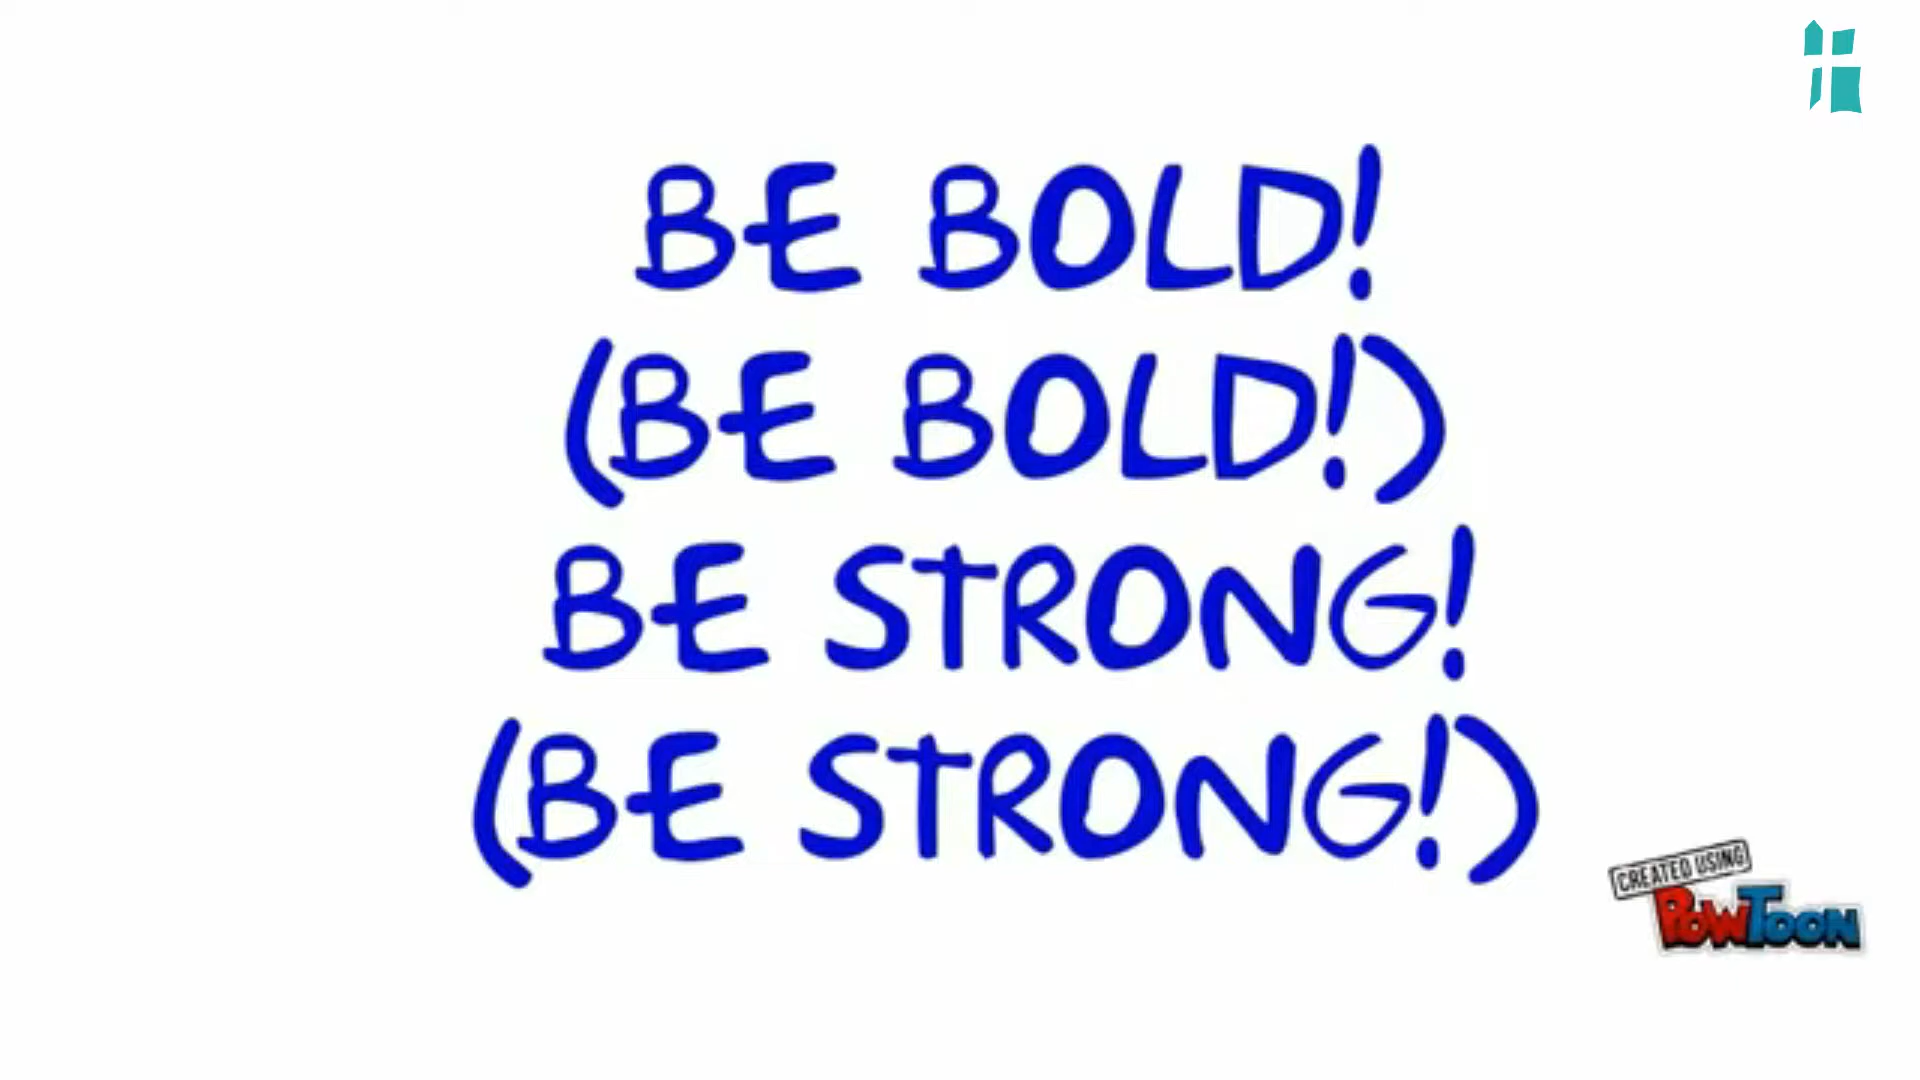 BE BOLD!
(BE BOLD!)
BE STRONG!
(BE STRONG!)
CREATED USING
POWTOON